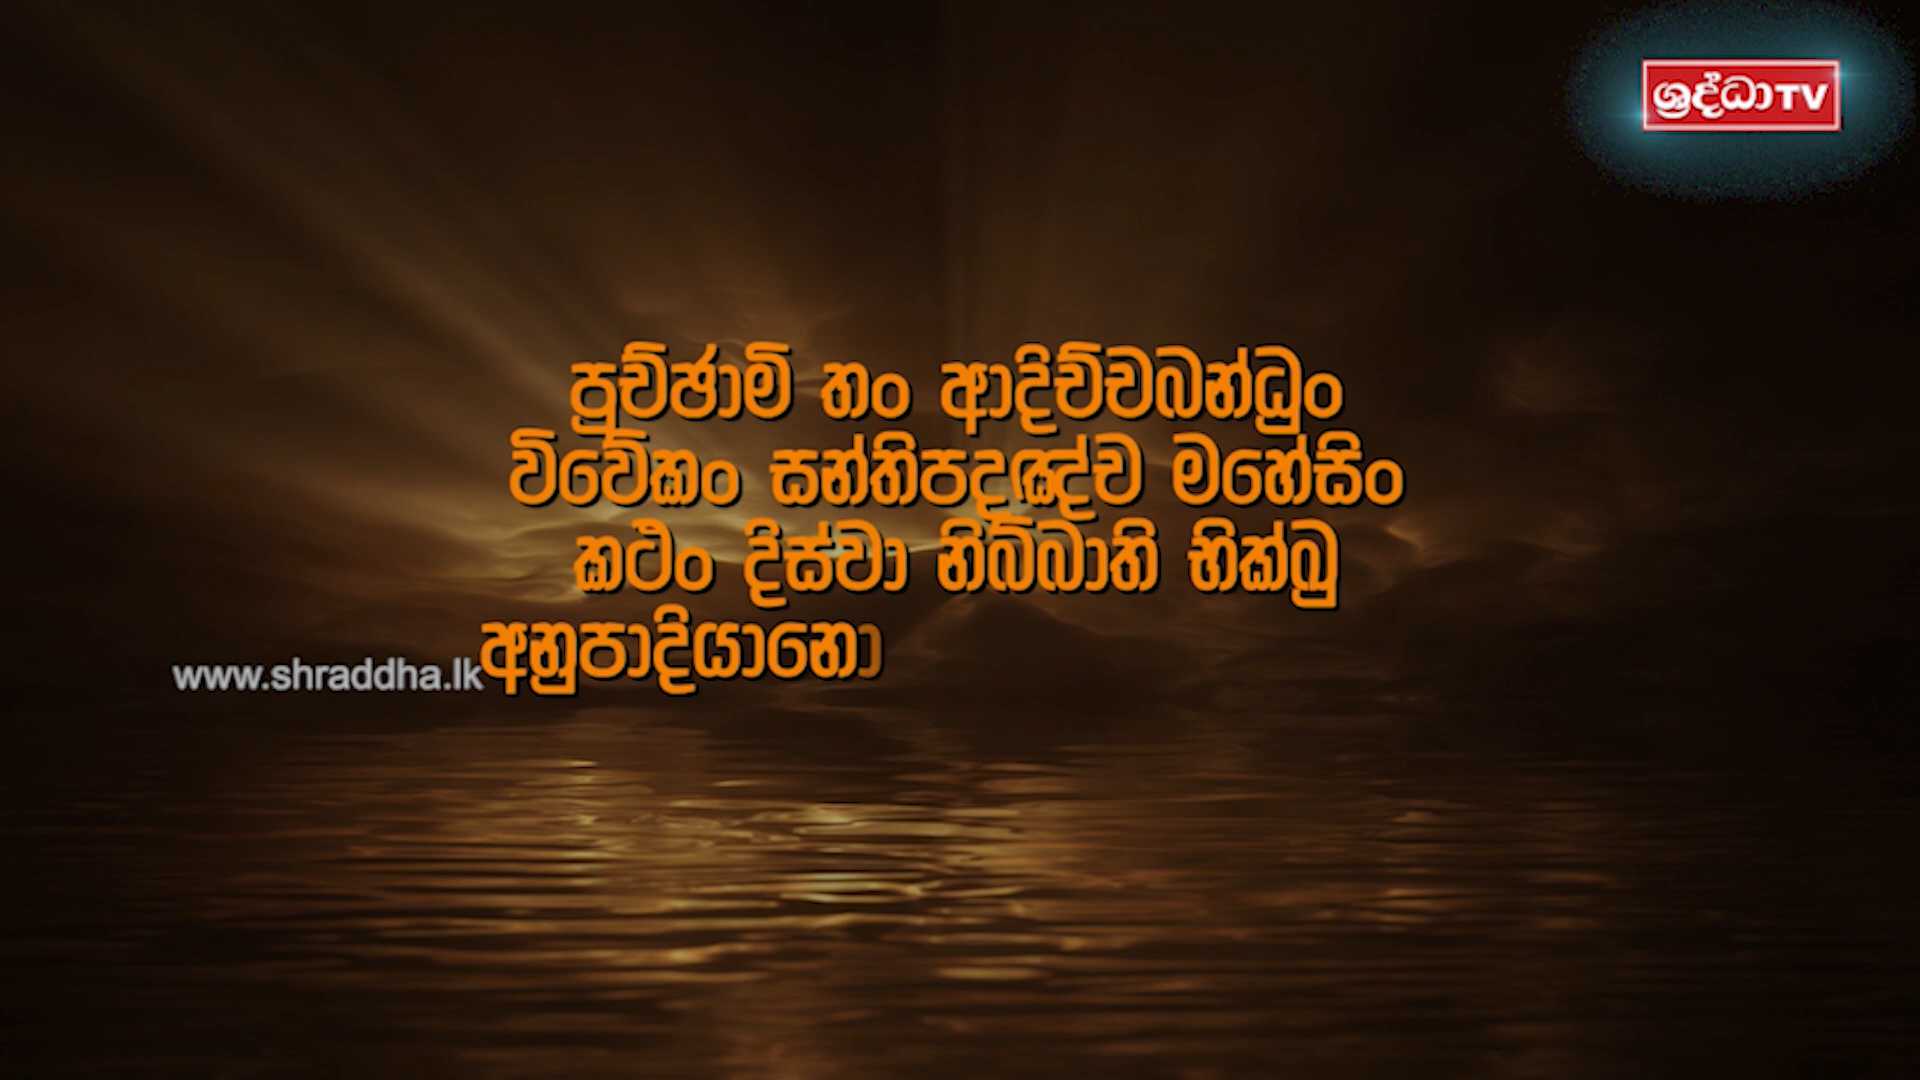 ශ්‍රද්ධාTV
පුච්ඡාමි තං ආදිච්චබන්ධුං
විවේකං සන්තිපදඤ්ච මහේසිං
කථං දිස්වා නිබ්බාති භික්ඛු
අනුපාදියානො
www.shraddha.lk